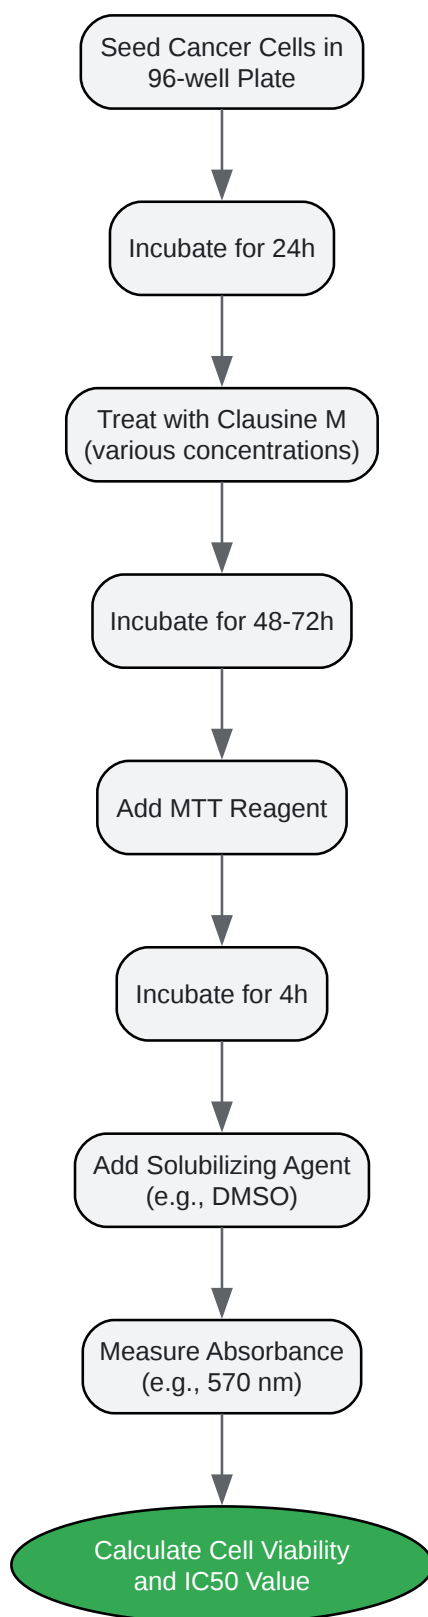 Seed Cancer Cells in
96-well Plate
Incubate for 24h
Treat with Clausine M
(various concentrations)
Incubate for 48-72h
Add MTT Reagent
Incubate for 4h
Add Solubilizing Agent
(e.g., DMSO)
Measure Absorbance
(e.g., 570 nm)
Calculate Cell Viability
and IC50 Value